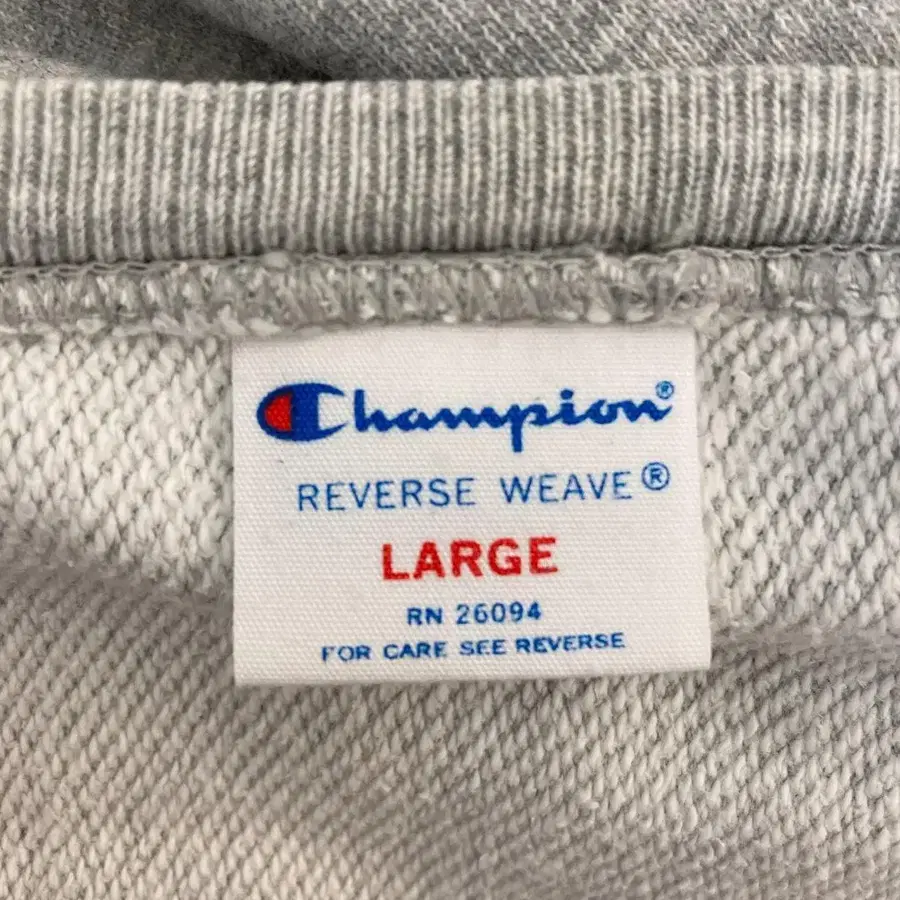 Champion®
REVERSE WEAVE®
LARGE
RN 26094
FOR CARE SEE REVERSE